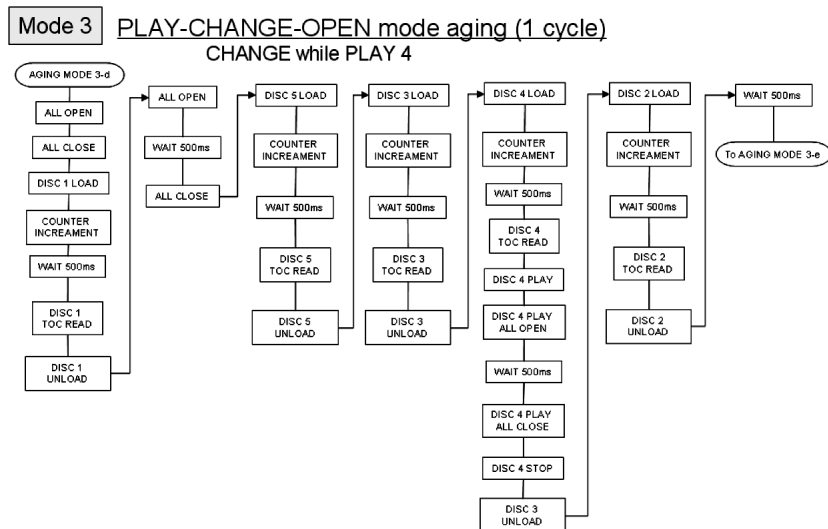 Mode 3
PLAY-CHANGE-OPEN mode aging (1 cycle)
CHANGE while PLAY 4
AGING MODE 3-d
ALL OPEN
ALL CLOSE
DISC 1 LOAD
COUNTER
INCREAMENT
WAIT 500ms
DISC 1
TOC READ
DISC 1
UNLOAD
ALL OPEN
WAIT 500ms
ALL CLOSE
DISC 5 LOAD
COUNTER
INCREAMENT
WAIT 500ms
DISC 5
TOC READ
DISC 5
UNLOAD
DISC 3 LOAD
COUNTER
INCREAMENT
WAIT 500ms
DISC 3
TOC READ
DISC 3
UNLOAD
DISC 4 LOAD
COUNTER
INCREAMENT
WAIT 500ms
DISC 4
TOC READ
DISC 4 PLAY
DISC 4 PLAY
ALL OPEN
WAIT 500ms
DISC 4 PLAY
ALL CLOSE
DISC 4 STOP
DISC 3
UNLOAD
DISC 2 LOAD
COUNTER
INCREAMENT
WAIT 500ms
DISC 2
TOC READ
DISC 2
UNLOAD
WAIT 500ms
To AGING MODE 3-e